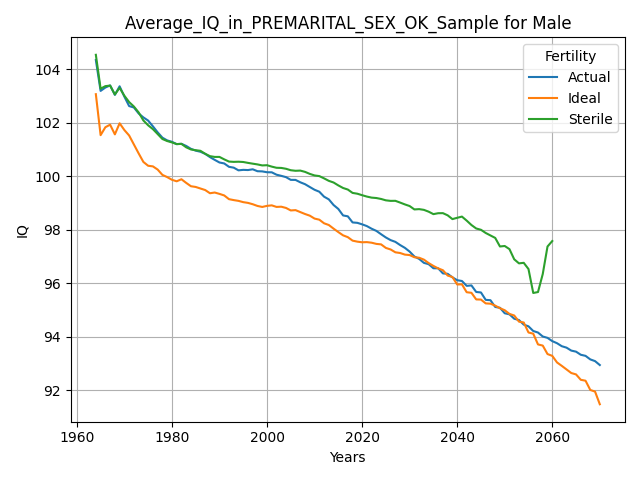 Average_IQ_in_PREMARITAL_SEX_OK_Sample for Male
Fertility
Actual
Ideal
Sterile
IQ
104
102
100
98
96
94
92
1960
1980
2000
2020
2040
2060
Years